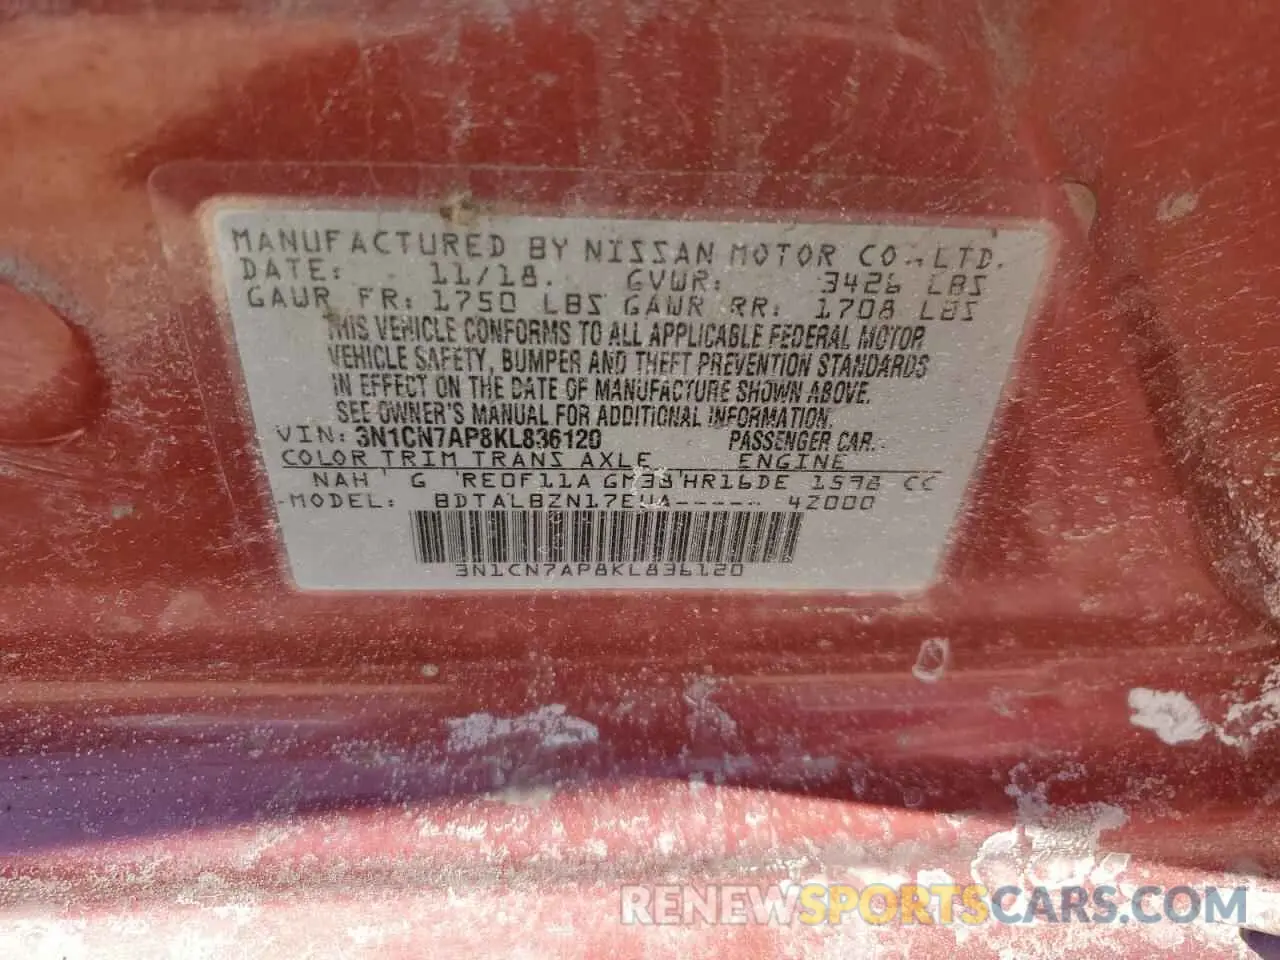 MANUFACTURED BY NISSAN MOTOR CO., LTD.
DATE: 11/18. GVWR: 3426 LBS
GAWR FR: 1750 LBS GAWR RR: 1708 LBS
THIS VEHICLE CONFORMS TO ALL APPLICABLE FEDERAL MOTOR
VEHICLE SAFETY, BUMPER AND THEFT PREVENTION STANDARDS
IN EFFECT ON THE DATE OF MANUFACTURE SHOWN ABOVE.
SEE OWNER'S MANUAL FOR ADDITIONAL INFORMATION.
VIN: 3N1CN7AP8KL836120 PASSENGER CAR.
COLOR TRIM TRANS AXLE ENGINE
NAH G RE0F11A GM38 HR16DE 1598 CC
MODEL: BDTALBZN17EUA----- 42000
3N1CN7AP8KL836120
RENEWSPORTSCARS.COM